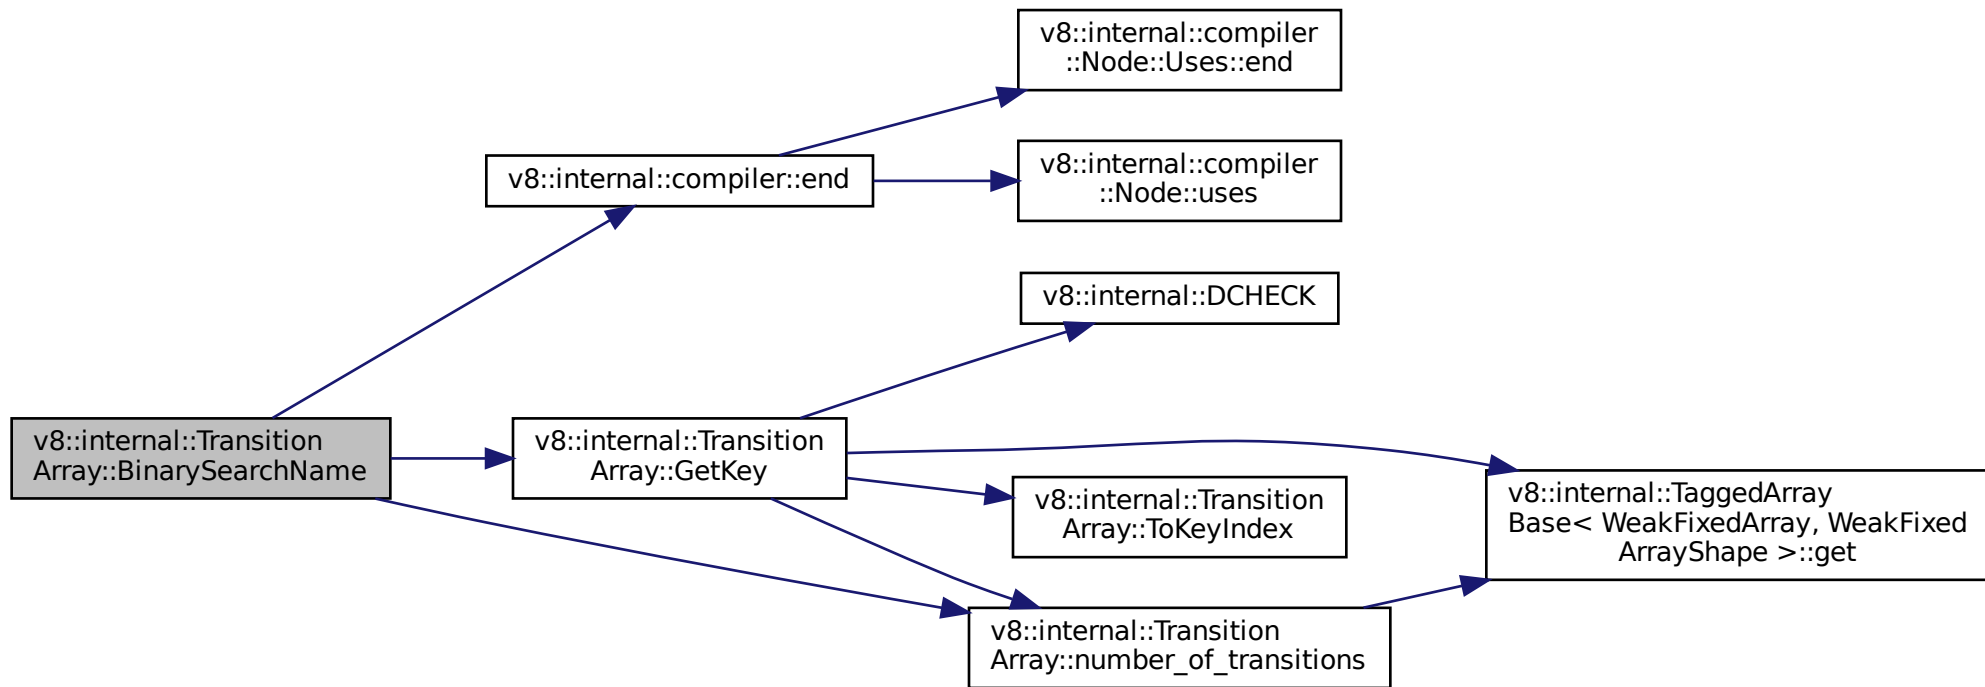 v8::internal::compiler
::Node::Uses::end
v8::internal::compiler::end
v8::internal::compiler
::Node::uses
v8::internal::DCHECK
v8::internal::Transition
Array::BinarySearchName
v8::internal::Transition
Array::GetKey
v8::internal::Transition
Array::ToKeyIndex
v8::internal::TaggedArray
Base< WeakFixedArray, WeakFixed
ArrayShape >::get
v8::internal::Transition
Array::number_of_transitions